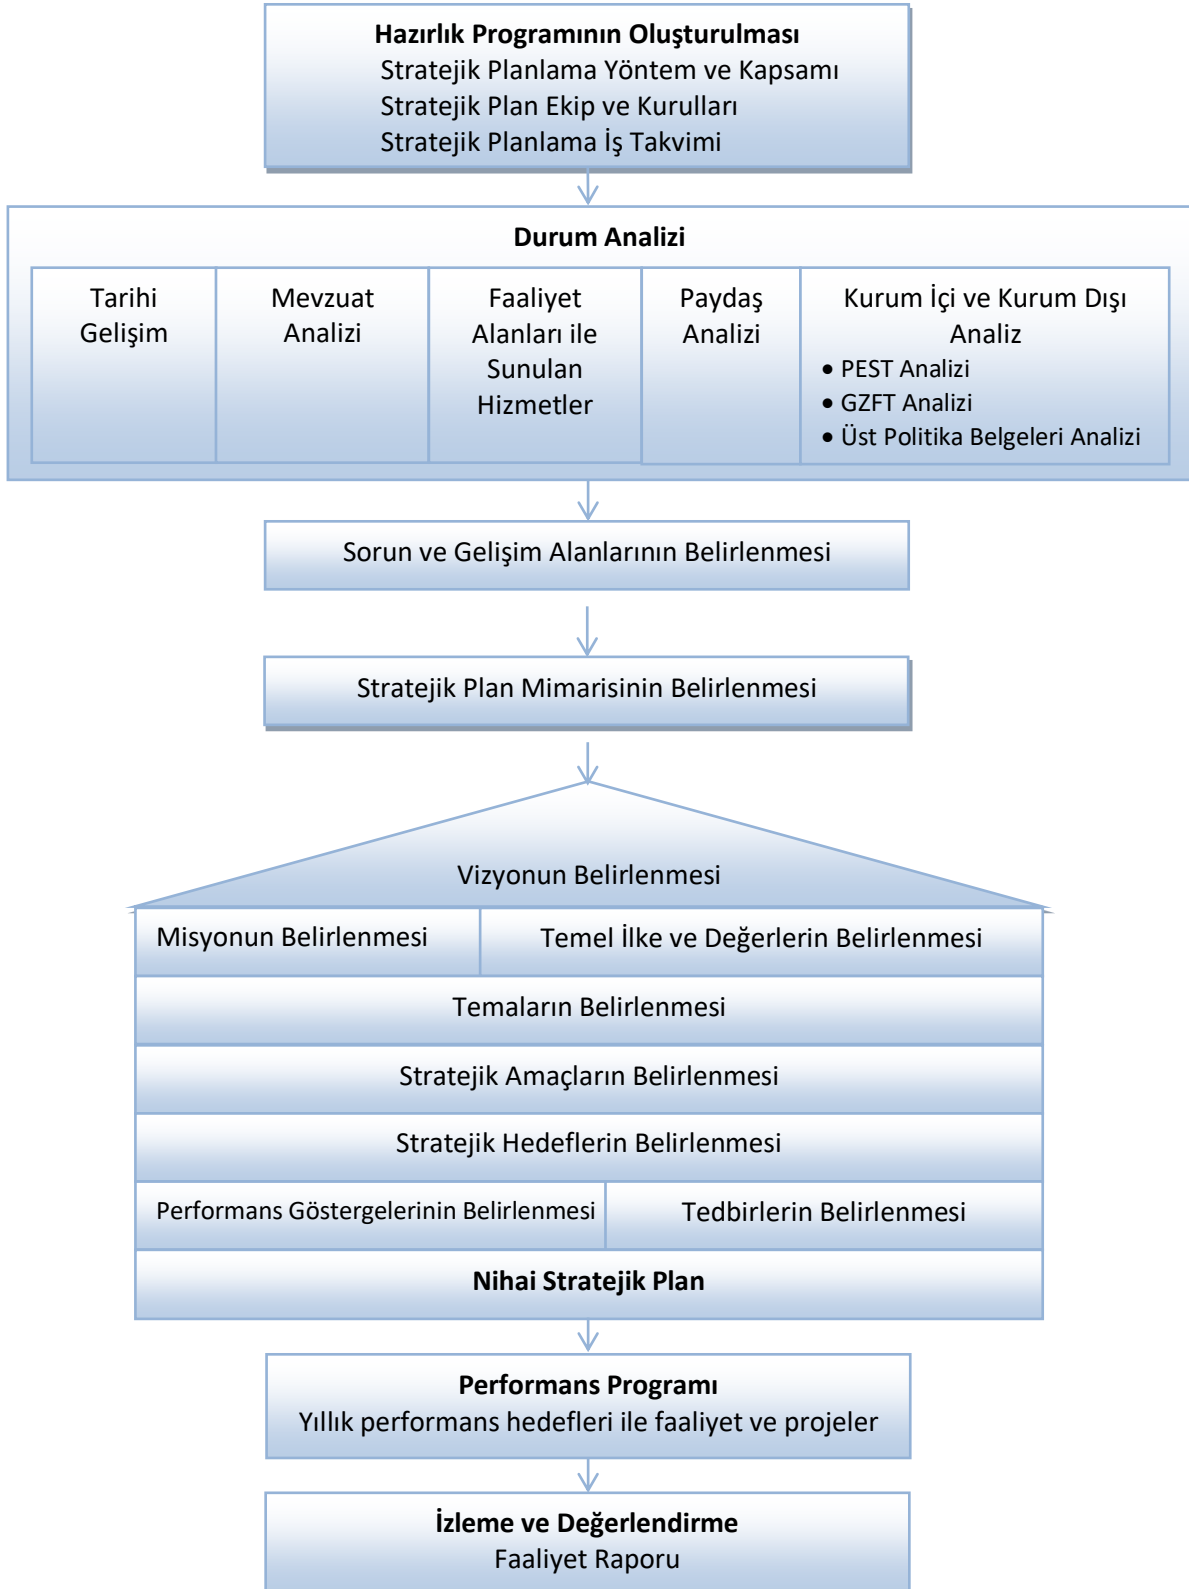 Hazırlık Programının Oluşturulması
Stratejik Planlama Yöntem ve Kapsamı
Stratejik Plan Ekip ve Kurulları
Stratejik Planlama İş Takvimi
Durum Analizi
Tarihi
Gelişim
Mevzuat
Analizi
Faaliyet
Alanları ile
Sunulan
Hizmetler
Paydaş
Analizi
Kurum İçi ve Kurum Dışı
Analiz
• PEST Analizi
• GZFT Analizi
• Üst Politika Belgeleri Analizi
Sorun ve Gelişim Alanlarının Belirlenmesi
Stratejik Plan Mimarisinin Belirlenmesi
Vizyonun Belirlenmesi
Misyonun Belirlenmesi
Temel İlke ve Değerlerin Belirlenmesi
Temaların Belirlenmesi
Stratejik Amaçların Belirlenmesi
Stratejik Hedeflerin Belirlenmesi
Performans Göstergelerinin Belirlenmesi
Tedbirlerin Belirlenmesi
Nihai Stratejik Plan
Performans Programı
Yıllık performans hedefleri ile faaliyet ve projeler
İzleme ve Değerlendirme
Faaliyet Raporu